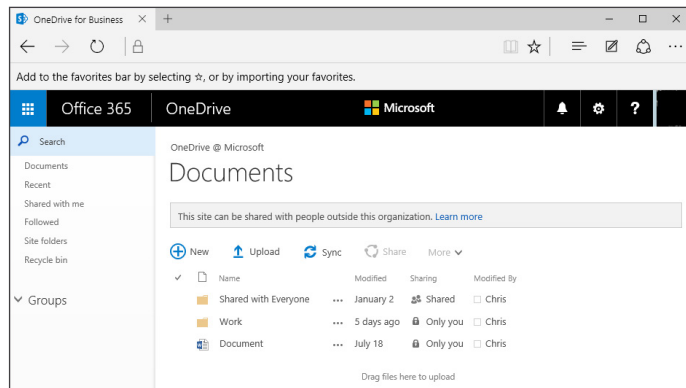 OneDrive for Business
Add to the favorites bar by selecting ☆, or by importing your favorites.
Office 365 OneDrive Microsoft ?
Search
Documents
Recent
Shared with me
Followed
Site folders
Recycle bin
Groups
OneDrive @ Microsoft
Documents
This site can be shared with people outside this organization. Learn more
New Upload Sync Share More
Name Modified Sharing Modified By
Shared with Everyone ... January 2 Shared Chris
Work ... 5 days ago Only you Chris
Document ... July 18 Only you Chris
Drag files here to upload